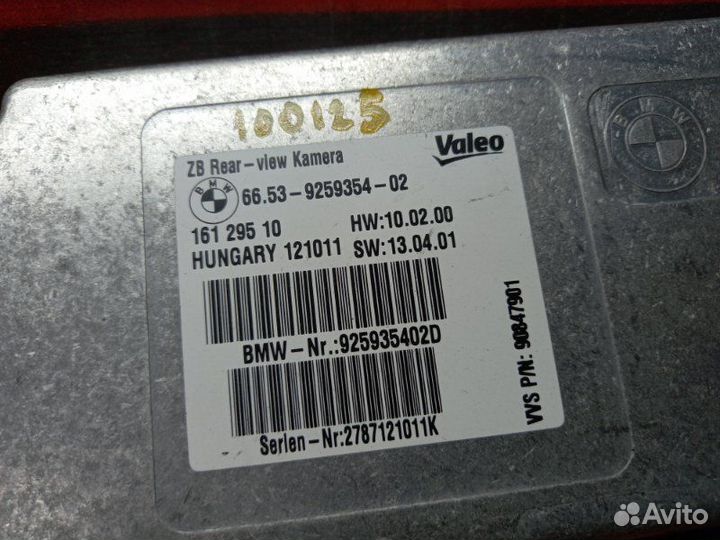 100125
ZB Rear-view Kamera
Valeo
BMW
66.53-9259354-02
161 295 10
HW:10.02.00
HUNGARY 121011
SW:13.04.01
BMW-Nr.:925935402D
Serien-Nr:2787121011K
VVS P/N: 90847901
BMW
Avito